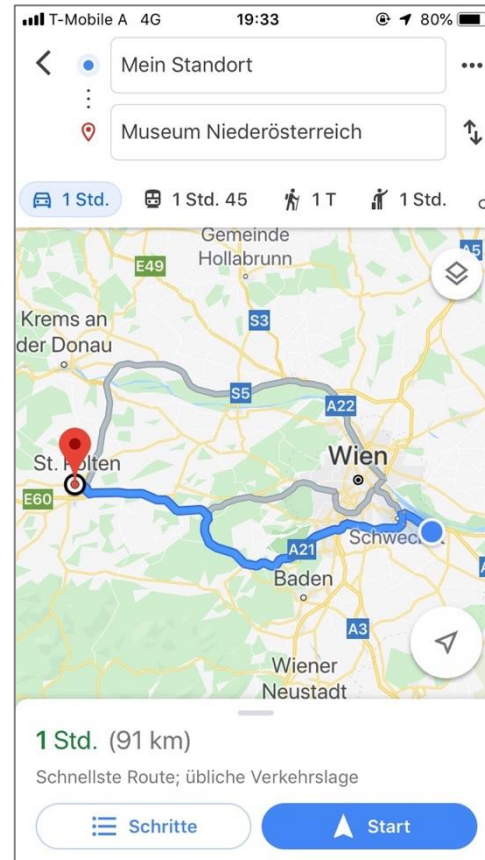 T-Mobile A 4G 19:33 80%
Mein Standort
Museum Niederösterreich
1 Std. 1 Std. 45 1 T 1 Std.
Gemeinde
Hollabrunn
A5
E49
Krems an
der Donau
S3
S5
A22
Wien
St. Pölten
E60
A21
Baden
A3
Wiener
Neustadt
1 Std. (91 km)
Schnellste Route; übliche Verkehrslage
Schritte
Start